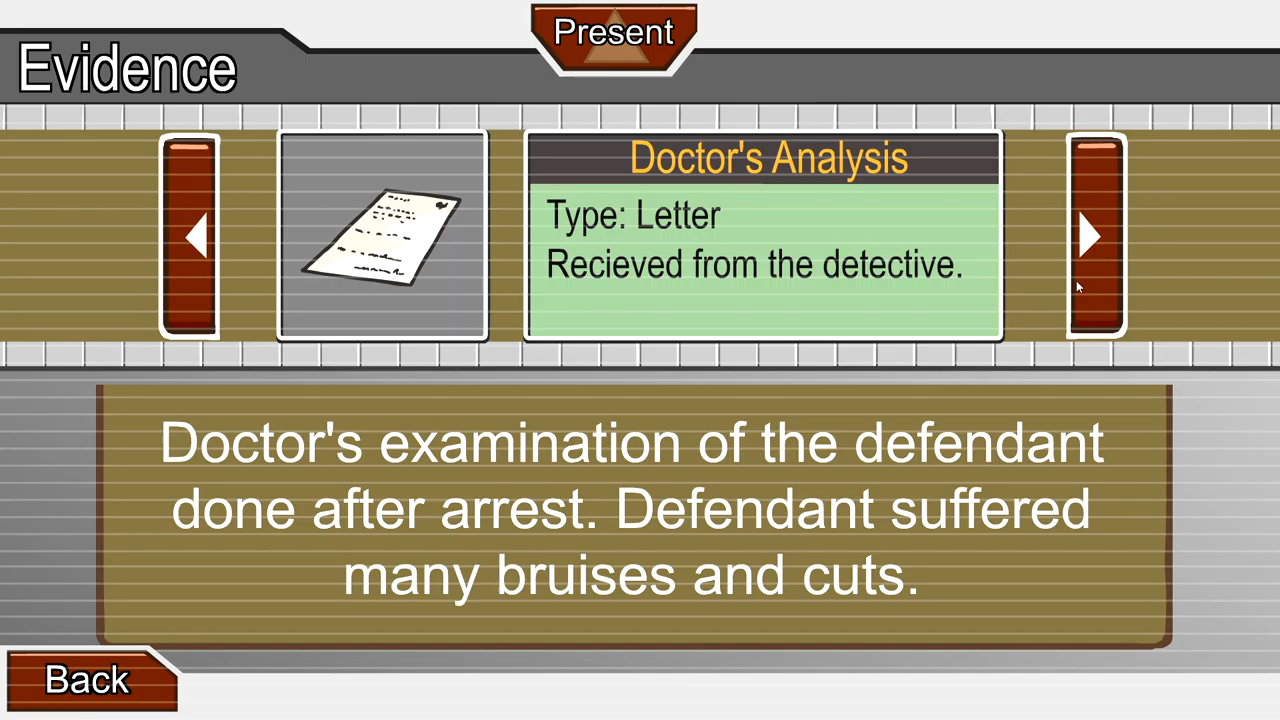 Present
Evidence
Doctor's Analysis
Type: Letter
Recieved from the detective.
Doctor's examination of the defendant
done after arrest. Defendant suffered
many bruises and cuts.
Back